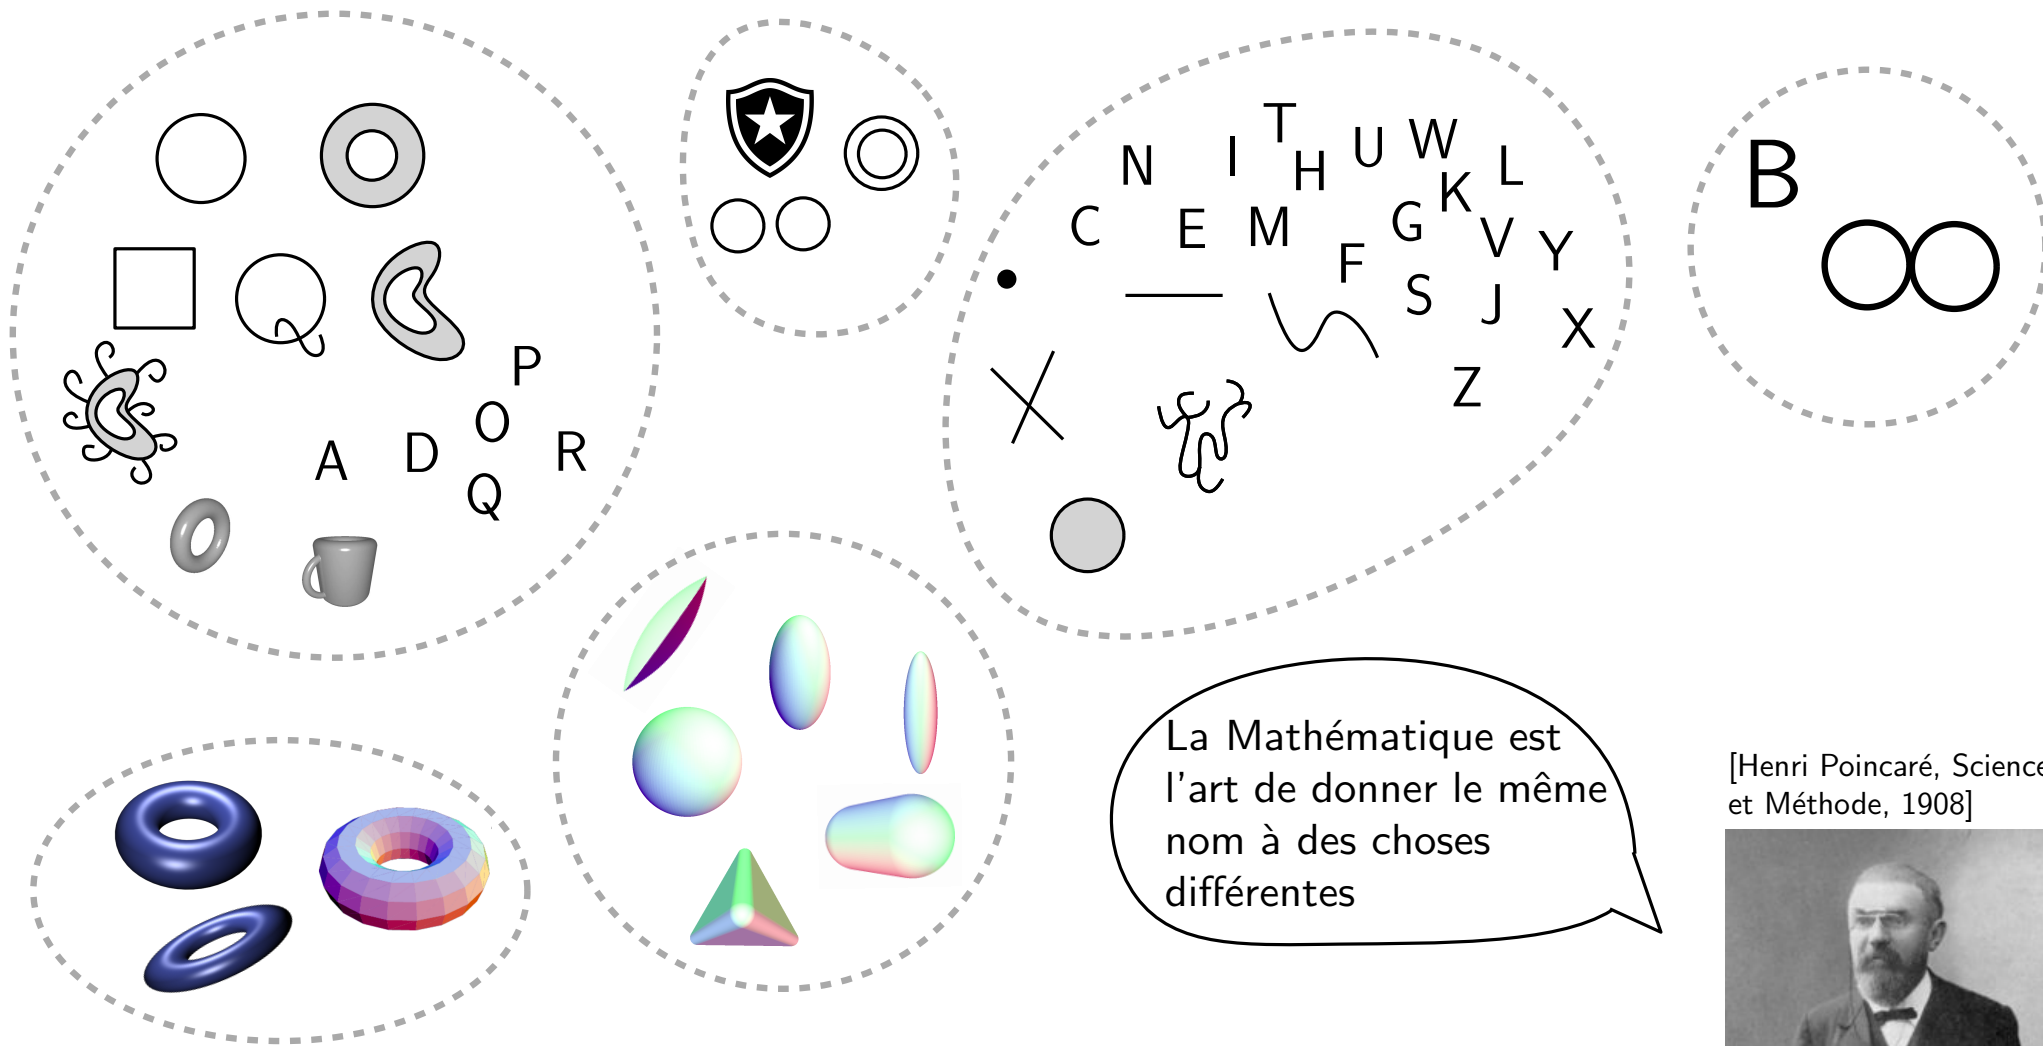 T
N
I
H
U
W
L
K
C
E
M
G
V
Y
F
S
J
X
Z
B
P
O
A
D
R
Q
La Mathématique est
l'art de donner le même
nom à des choses
différentes
[Henri Poincaré, Science
et Méthode, 1908]